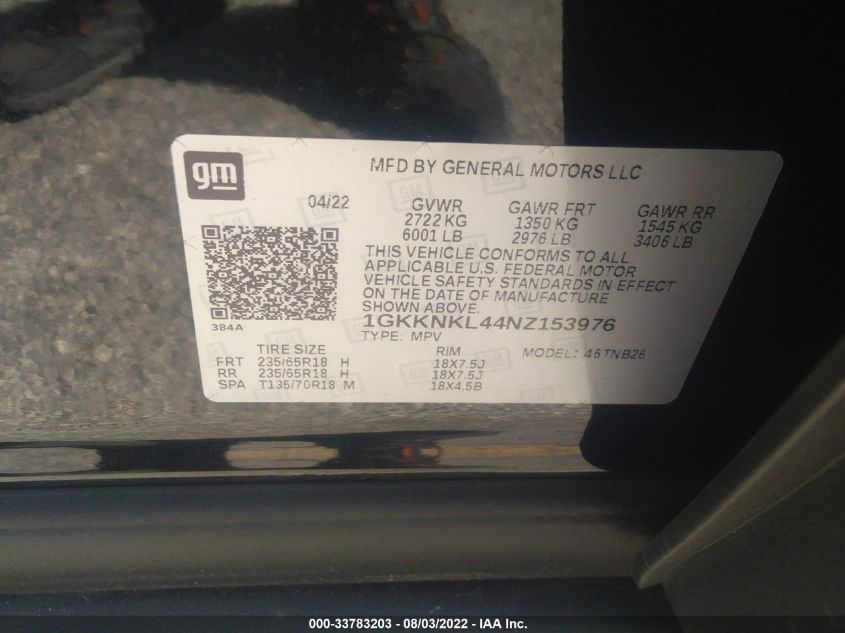 gm
MFD BY GENERAL MOTORS LLC
04/22
GVWR GAWR FRT GAWR RR
2722 KG 1350 KG 1545 KG
6001 LB 2976 LB 3406 LB
THIS VEHICLE CONFORMS TO ALL
APPLICABLE U.S. FEDERAL MOTOR
VEHICLE SAFETY STANDARDS IN EFFECT
ON THE DATE OF MANUFACTURE
SHOWN ABOVE.
384A
1GKKNKL44NZ153976
TYPE: MPV MODEL: 46TNB26
TIRE SIZE RIM
FRT 235/65R18 H 18X7.5J
RR 235/65R18 H 18X7.5J
SPA T135/70R18 M 18X4.5B
000-33783203 - 08/03/2022 - IAA Inc.